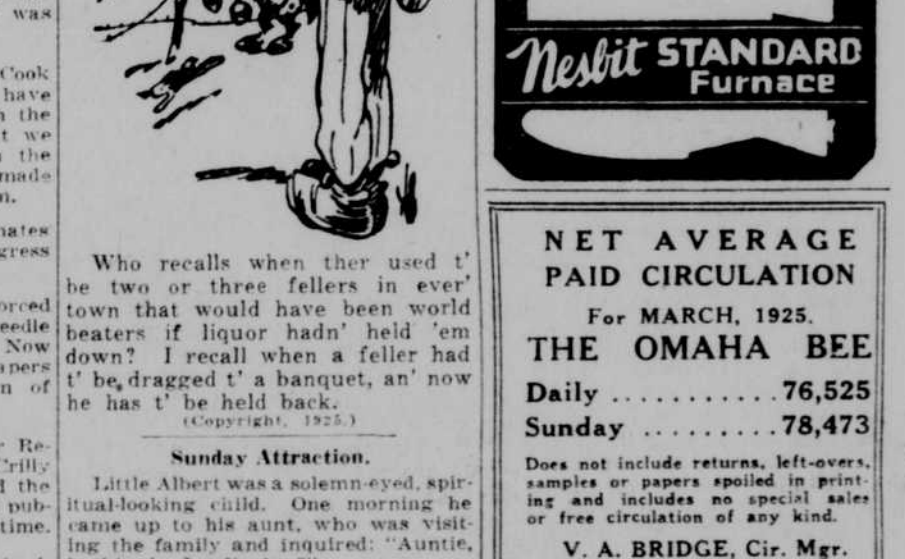 was
Cook
have
the
t we
the
made
n.
gress
orced
eedle
Now
apers
n of
Re-
Crilly
the
pub-
time.
Who recalls when ther used t'
be two or three fellers in ever'
town that would have been world
beaters if liquor hadn' held 'em
down? I recall when a feller had
t' be dragged t' a banquet, an' now
he has t' be held back.
(Copyright, 1925.)
Sunday Attraction.
Little Albert was a solemn-eyed, spir-
itual-looking child. One morning he
came up to his aunt, who was visit-
ing the family and inquired: "Auntie,
Nesbit STANDARD
Furnace
NET AVERAGE
PAID CIRCULATION
For MARCH, 1925.
THE OMAHA BEE
Daily ........... 76,525
Sunday ......... 78,473
Does not include returns, left-overs,
samples or papers spoiled in print-
ing and includes no special sales
or free circulation of any kind.
V. A. BRIDGE, Cir. Mgr.